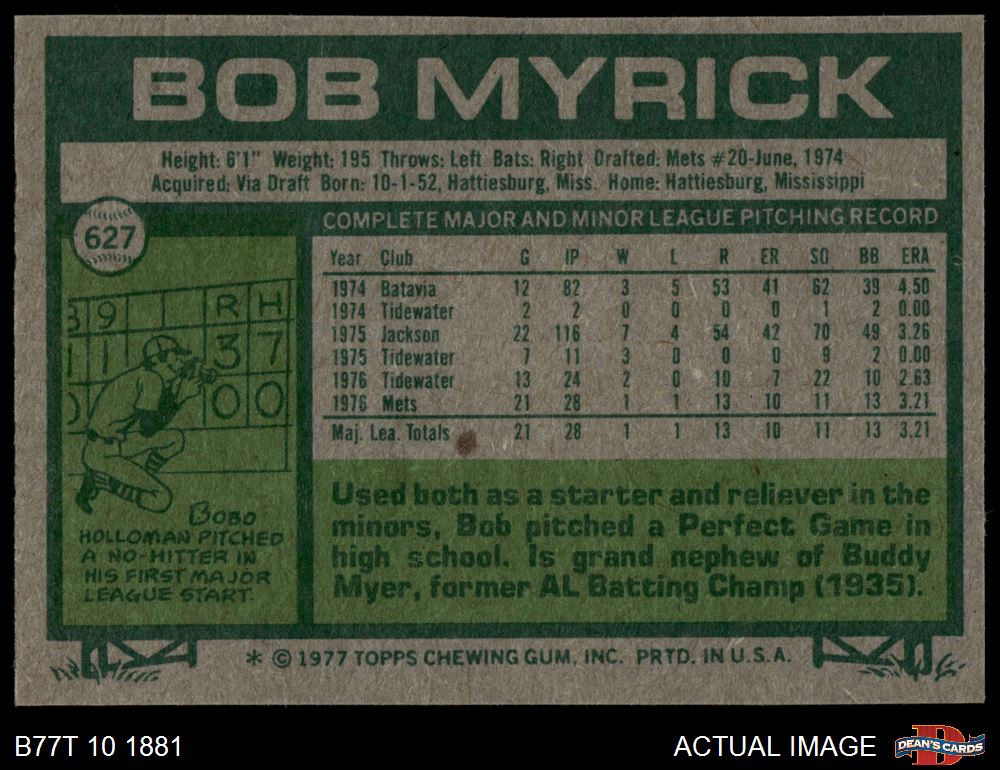 BOB MYRICK
Height: 6'1" Weight: 195 Throws: Left Bats: Right Drafted: Mets #20-June, 1974
Acquired: Via Draft Born: 10-1-52, Hattiesburg, Miss. Home: Hattiesburg, Mississippi
627
COMPLETE MAJOR AND MINOR LEAGUE PITCHING RECORD
Year Club G IP W L R ER SO BB ERA
1974 Batavia 12 82 3 5 53 41 62 39 4.50
1974 Tidewater 2 2 0 0 0 0 1 2 0.00
1975 Jackson 22 116 7 4 54 42 70 49 3.26
1975 Tidewater 7 11 3 0 0 0 9 2 0.00
1976 Tidewater 13 24 2 0 10 7 22 10 2.63
1976 Mets 21 28 1 1 13 10 11 13 3.21
Maj. Lea. Totals 21 28 1 1 13 10 11 13 3.21
8 9 R H
1 1 3 7
0 0 0
BOBO
HOLLOMAN PITCHED
A NO-HITTER IN
HIS FIRST MAJOR
LEAGUE START.
Used both as a starter and reliever in the
minors, Bob pitched a Perfect Game in
high school. Is grand nephew of Buddy
Myer, former AL Batting Champ (1935).
* © 1977 TOPPS CHEWING GUM, INC. PRTD. IN U.S.A.
B77T 10 1881
ACTUAL IMAGE
D
DEAN'S CARDS